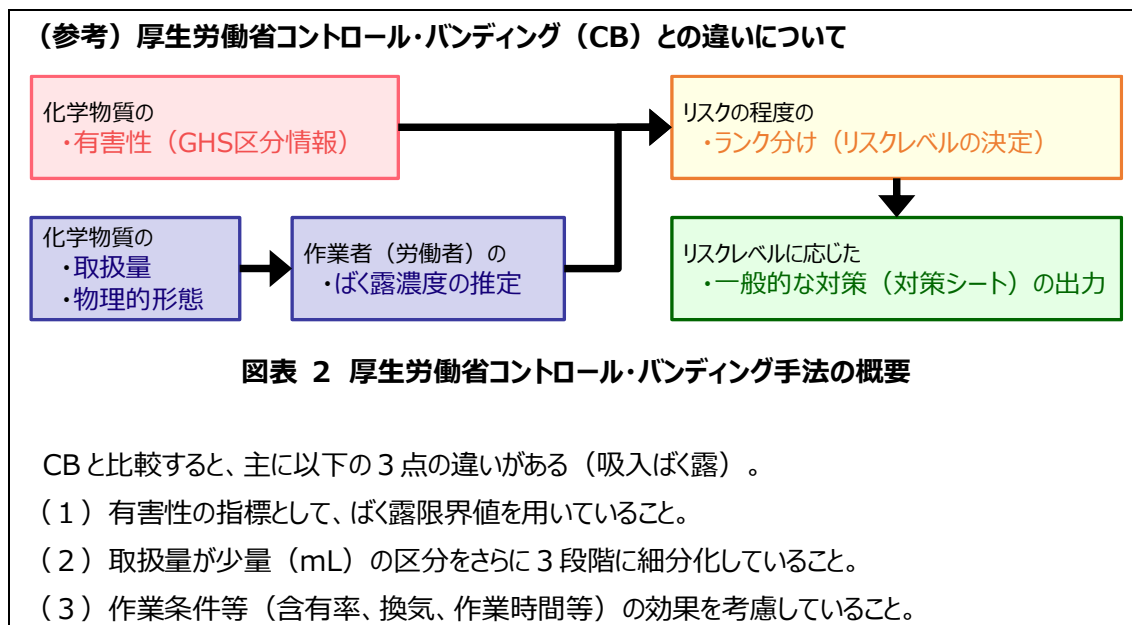 （参考）厚生労働省コントロール・バンディング（CB）との違いについて
化学物質の
・有害性（GHS区分情報）
リスクの程度の
・ランク分け（リスクレベルの決定）
化学物質の
・取扱量
・物理的形態
作業者（労働者）の
・ばく露濃度の推定
リスクレベルに応じた
・一般的な対策（対策シート）の出力
図表 2 厚生労働省コントロール・バンディング手法の概要
CBと比較すると、主に以下の3点の違いがある（吸入ばく露）。
（1）有害性の指標として、ばく露限界値を用いていること。
（2）取扱量が少量（mL）の区分をさらに3段階に細分化していること。
（3）作業条件等（含有率、換気、作業時間等）の効果を考慮していること。